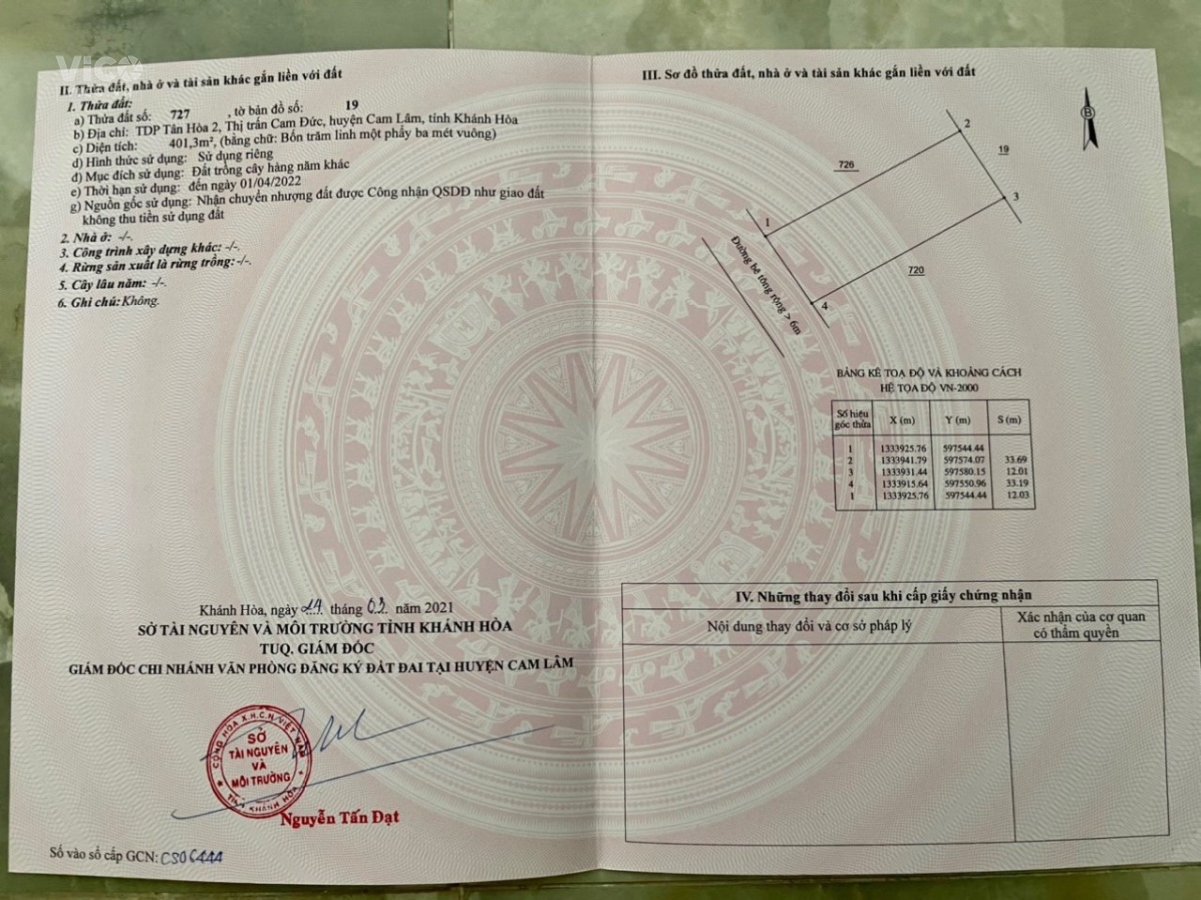 II. Thửa đất, nhà ở và tài sản khác gắn liền với đất
1. Thửa đất:
a) Thửa đất số: 727 , tờ bản đồ số: 19
b) Địa chỉ: TDP Tân Hòa 2, Thị trấn Cam Đức, huyện Cam Lâm, tỉnh Khánh Hòa
c) Diện tích: 401,3m², (bằng chữ: Bốn trăm linh một phẩy ba mét vuông)
d) Hình thức sử dụng: Sử dụng riêng
đ) Mục đích sử dụng: Đất trồng cây hàng năm khác
e) Thời hạn sử dụng: đến ngày 01/04/2022
g) Nguồn gốc sử dụng: Nhận chuyển nhượng đất được Công nhận QSDĐ như giao đất
không thu tiền sử dụng đất
2. Nhà ở: -/-.
3. Công trình xây dựng khác: -/-.
4. Rừng sản xuất là rừng trồng: -/-.
5. Cây lâu năm: -/-.
6. Ghi chú: Không.
Khánh Hòa, ngày 29. tháng 03. năm 2021
SỞ TÀI NGUYÊN VÀ MÔI TRƯỜNG TỈNH KHÁNH HÒA
TUQ. GIÁM ĐỐC
GIÁM ĐỐC CHI NHÁNH VĂN PHÒNG ĐĂNG KÝ ĐẤT ĐAI TẠI HUYỆN CAM LÂM
CỘNG HÒA X.H.C.N VIỆT NAM
SỞ
TÀI NGUYÊN
VÀ
MÔI TRƯỜNG
TỈNH KHÁNH HÒA
Nguyễn Tấn Đạt
Số vào sổ cấp GCN: CS06444
III. Sơ đồ thửa đất, nhà ở và tài sản khác gắn liền với đất
B
2
19
726
3
1
720
4
Đường bê tông rộng > 6m
BẢNG KÊ TOẠ ĐỘ VÀ KHOẢNG CÁCH
HỆ TỌA ĐỘ VN-2000
Số hiệu góc thửa X (m) Y (m) S (m)
1 1333925.76 597544.44
2 1333941.79 597574.07 33.69
3 1333931.44 597580.15 12.01
4 1333915.64 597550.96 33.19
1 1333925.76 597544.44 12.03
IV. Những thay đổi sau khi cấp giấy chứng nhận
Nội dung thay đổi và cơ sở pháp lý
Xác nhận của cơ quan
có thẩm quyền